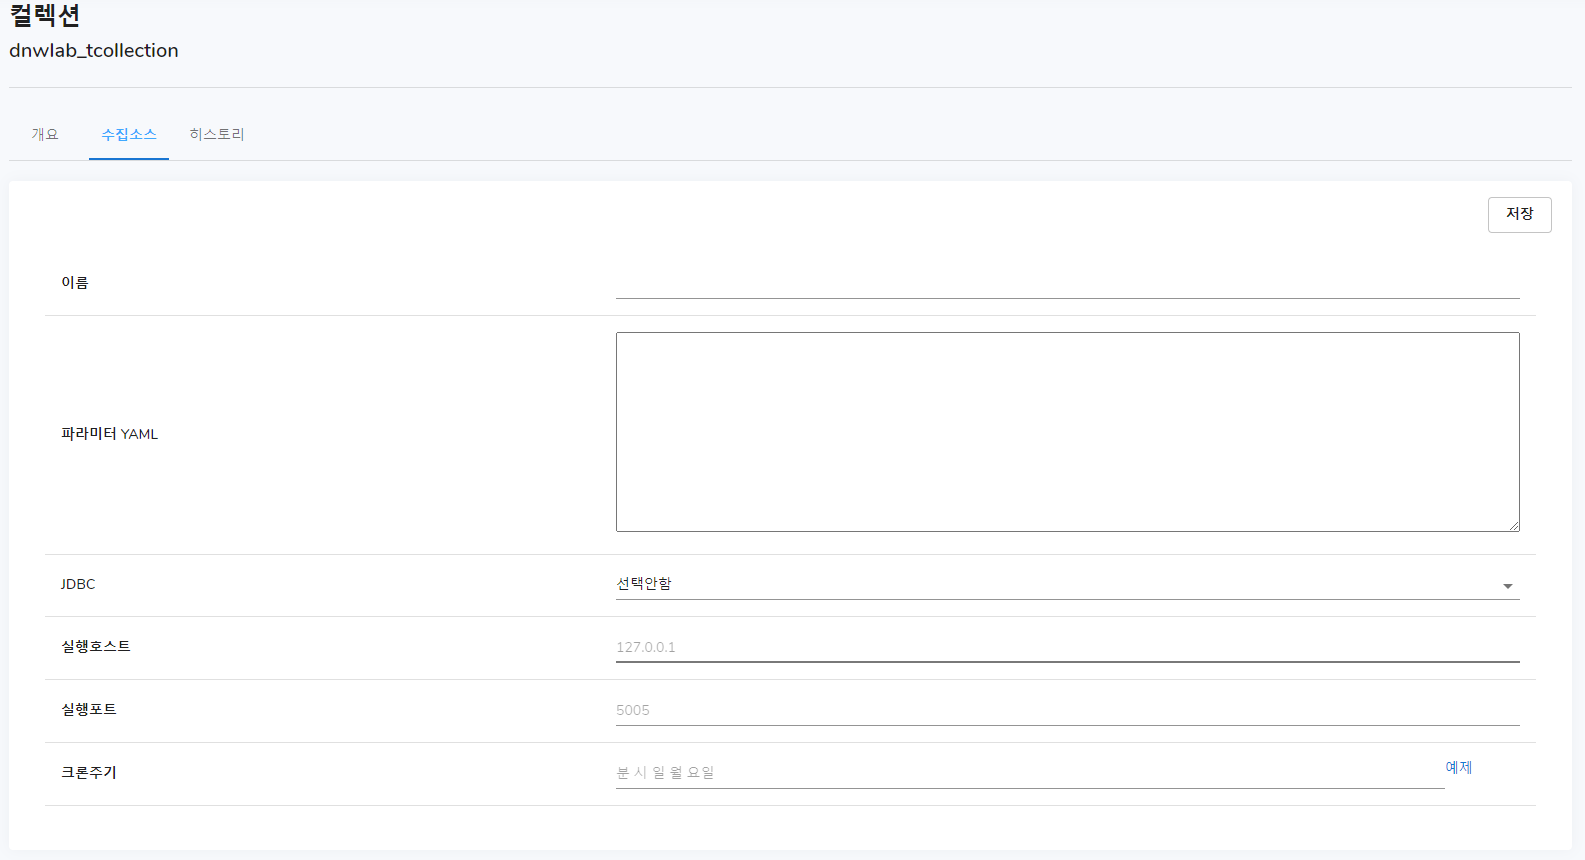 컬렉션
dnwlab_tcollection
개요 수집소스 히스토리
저장
이름
파라미터 YAML
JDBC 선택안함
실행호스트 127.0.0.1
실행포트 5005
크론주기 분 시 일 월 요일 예제